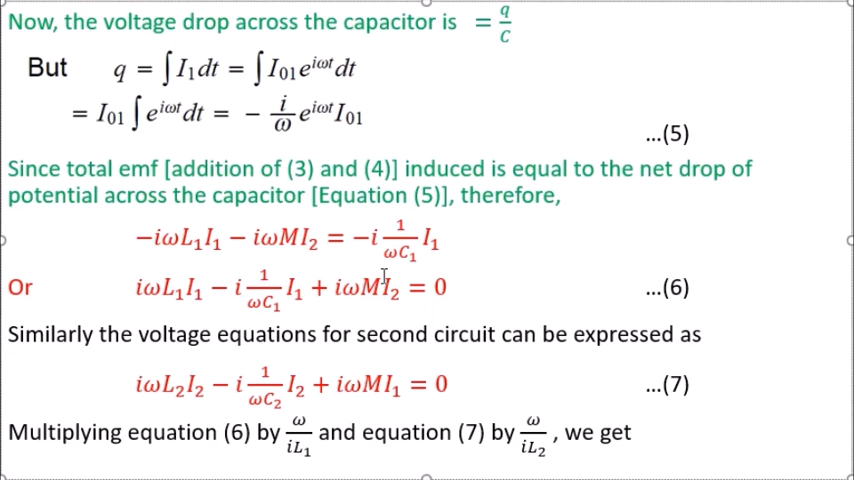 Now, the voltage drop across the capacitor is = q/C
But q = ∫I₁dt = ∫I₀₁e^{iωt}dt
= I₀₁ ∫e^{iωt}dt = − i/ω e^{iωt}I₀₁
...(5)
Since total emf [addition of (3) and (4)] induced is equal to the net drop of
potential across the capacitor [Equation (5)], therefore,
−iωL₁I₁ − iωMI₂ = −i 1/ωC₁ I₁
Or iωL₁I₁ − i 1/ωC₁ I₁ + iωMI₂ = 0 ...(6)
Similarly the voltage equations for second circuit can be expressed as
iωL₂I₂ − i 1/ωC₂ I₂ + iωMI₁ = 0 ...(7)
Multiplying equation (6) by ω/iL₁ and equation (7) by ω/iL₂ , we get